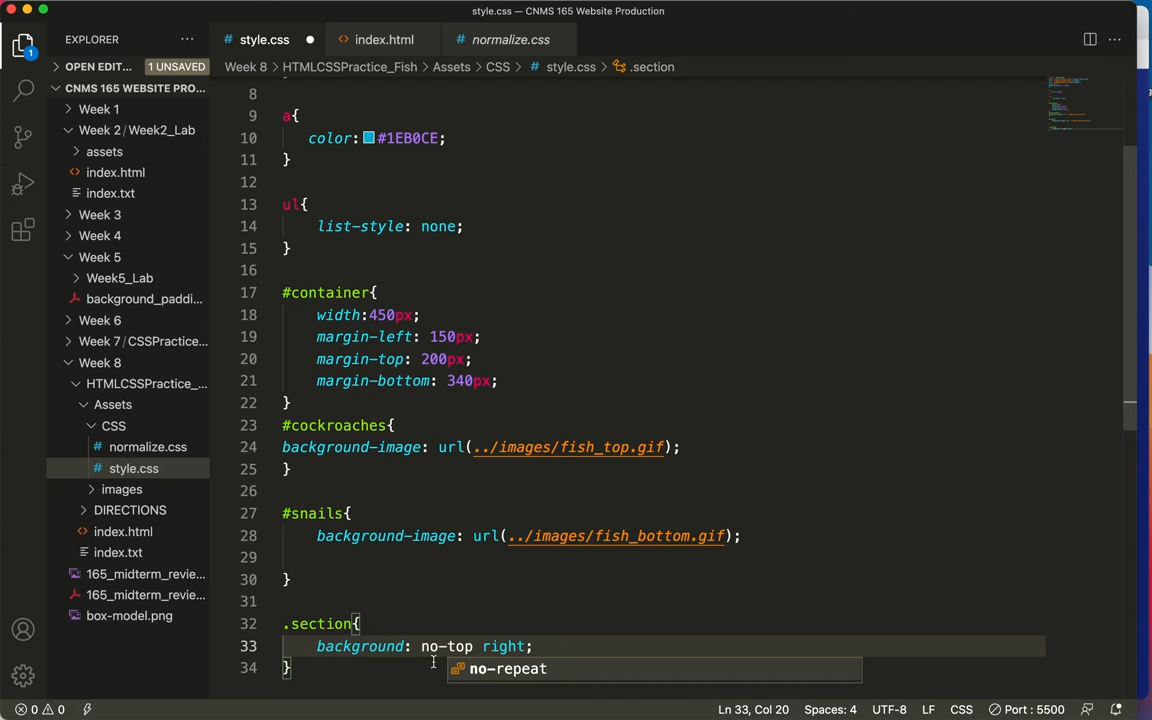 style.css — CNMS 165 Website Production
EXPLORER
style.css
index.html
normalize.css
1
OPEN EDIT... 1 UNSAVED
Week 8 > HTMLCSSPractice_Fish > Assets > CSS > # style.css > .section
CNMS 165 WEBSITE PRO...
Week 1
Week 2 / Week2_Lab
assets
index.html
index.txt
Week 3
Week 4
Week 5
Week5_Lab
background_paddi...
Week 6
Week 7 / CSSPractice...
Week 8
HTMLCSSPractice_...
Assets
CSS
# normalize.css
# style.css
images
DIRECTIONS
index.html
index.txt
165_midterm_revie...
165_midterm_revie...
box-model.png
8
9 a{
10 color:#1EB0CE;
11 }
12
13 ul{
14 list-style: none;
15 }
16
17 #container{
18 width:450px;
19 margin-left: 150px;
20 margin-top: 200px;
21 margin-bottom: 340px;
22 }
23 #cockroaches{
24 background-image: url(../images/fish_top.gif);
25 }
26
27 #snails{
28 background-image: url(../images/fish_bottom.gif);
29
30 }
31
32 .section{
33 background: no-top right;
34 }
no-repeat
0 0
Ln 33, Col 20 Spaces: 4 UTF-8 LF CSS Port : 5500